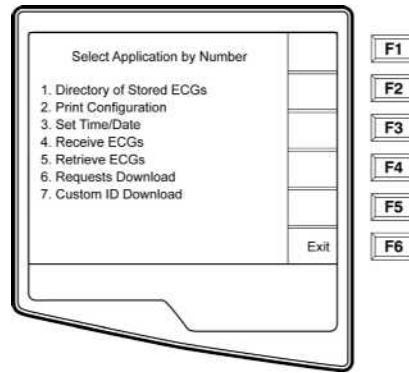 Select Application by Number
1. Directory of Stored ECGs
2. Print Configuration
3. Set Time/Date
4. Receive ECGs
5. Retrieve ECGs
6. Requests Download
7. Custom ID Download
Exit
F1
F2
F3
F4
F5
F6